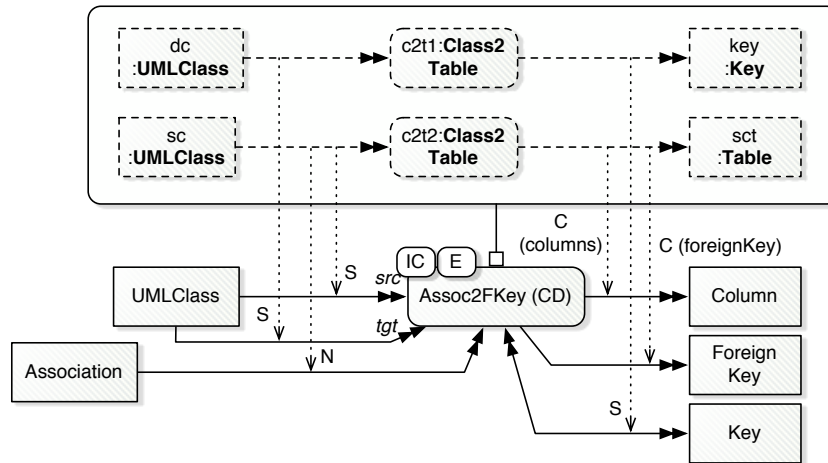 dc
:UMLClass
c2t1:Class2
Table
key
:Key
sc
:UMLClass
c2t2:Class2
Table
sct
:Table
C
(columns)
C (foreignKey)
IC
E
S
src
UMLClass
Assoc2FKey (CD)
Column
S
tgt
N
Association
Foreign
Key
S
Key